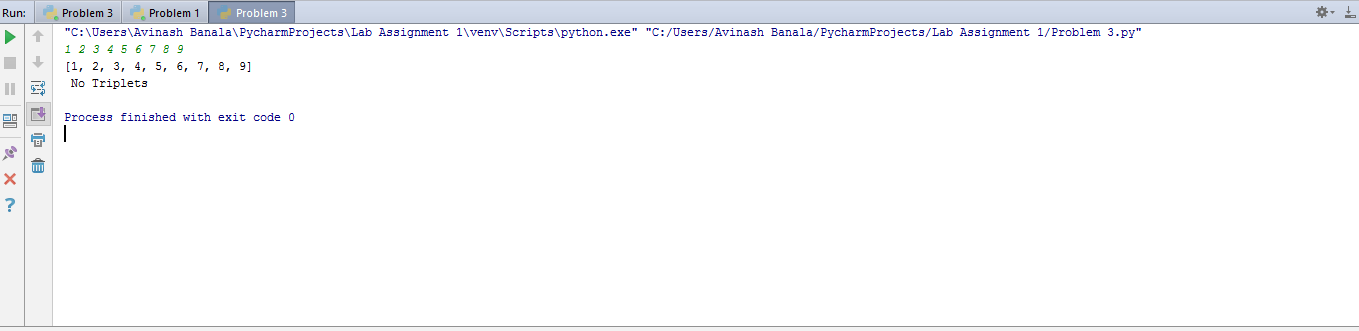 Run: Problem 3 Problem 1 Problem 3
"C:\Users\Avinash Banala\PycharmProjects\Lab Assignment 1\venv\Scripts\python.exe" "C:/Users/Avinash Banala/PycharmProjects/Lab Assignment 1/Problem 3.py"
1 2 3 4 5 6 7 8 9
[1, 2, 3, 4, 5, 6, 7, 8, 9]
No Triplets
Process finished with exit code 0